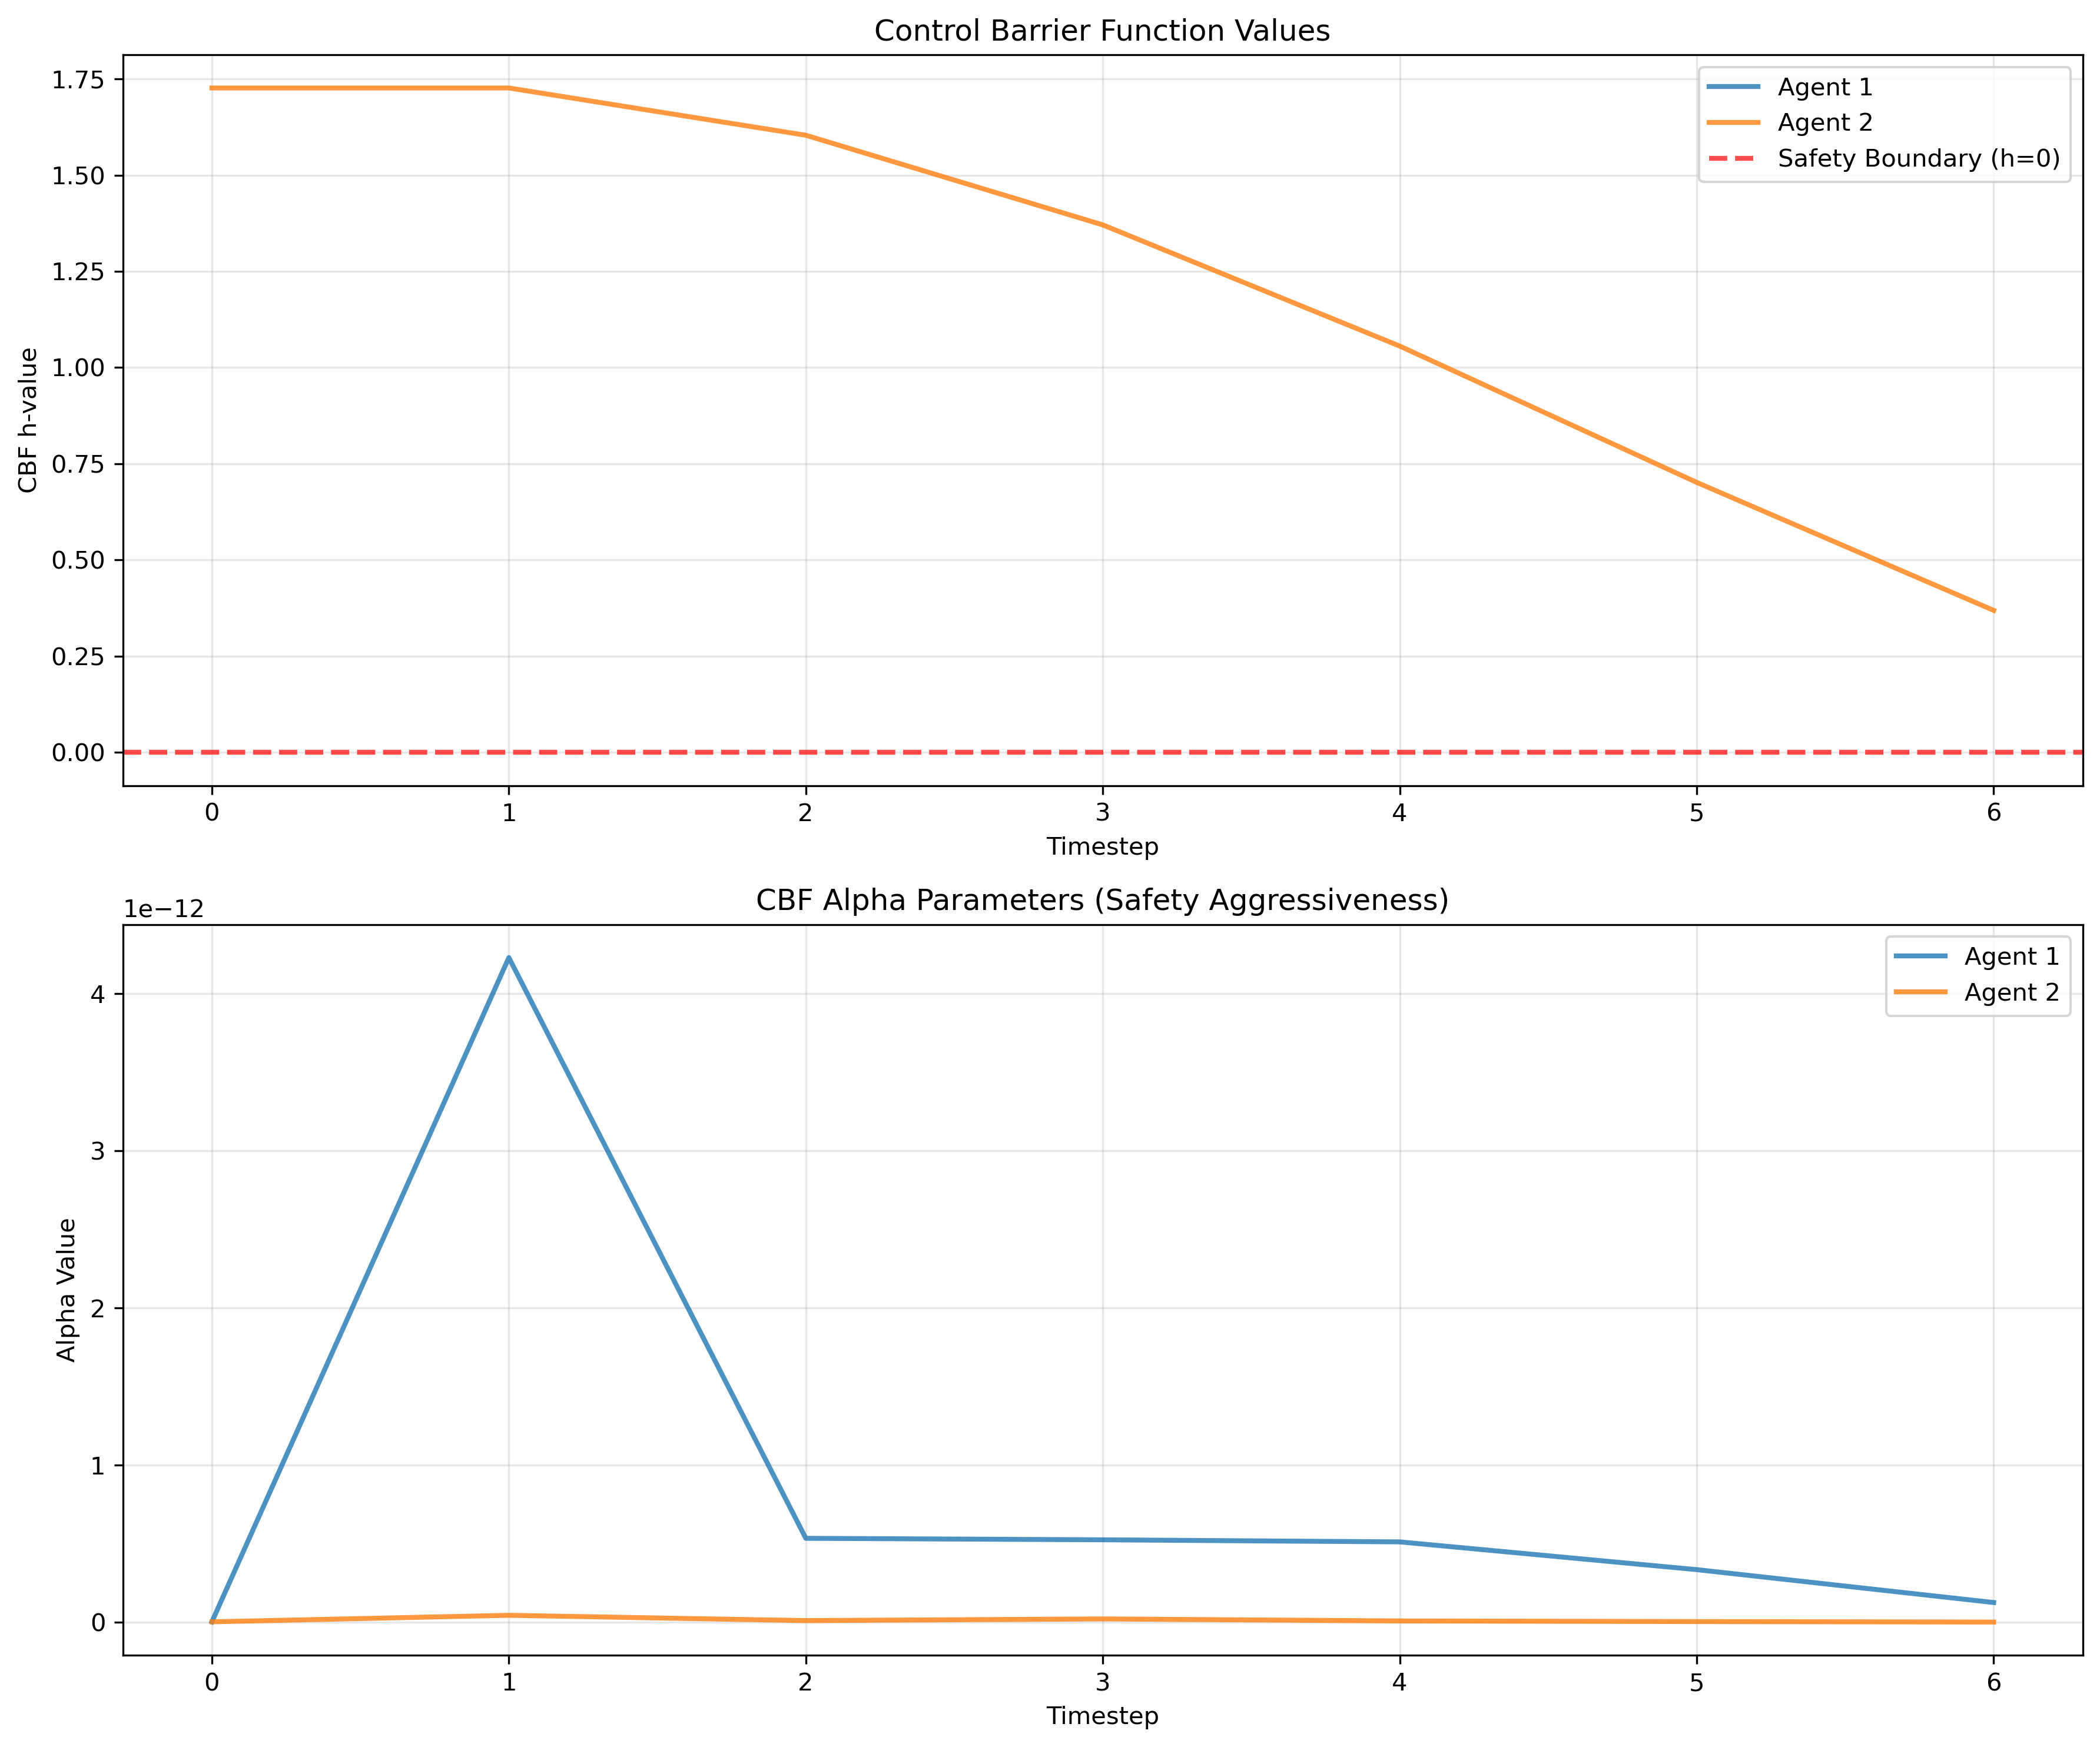 Control Barrier Function Values
1.75
1.50
1.25
1.00
0.75
0.50
0.25
0.00
CBF h-value
Agent 1
Agent 2
Safety Boundary (h=0)
0 1 2 3 4 5 6
Timestep
CBF Alpha Parameters (Safety Aggressiveness)
1e−12
4
3
2
1
0
Alpha Value
Agent 1
Agent 2
0 1 2 3 4 5 6
Timestep